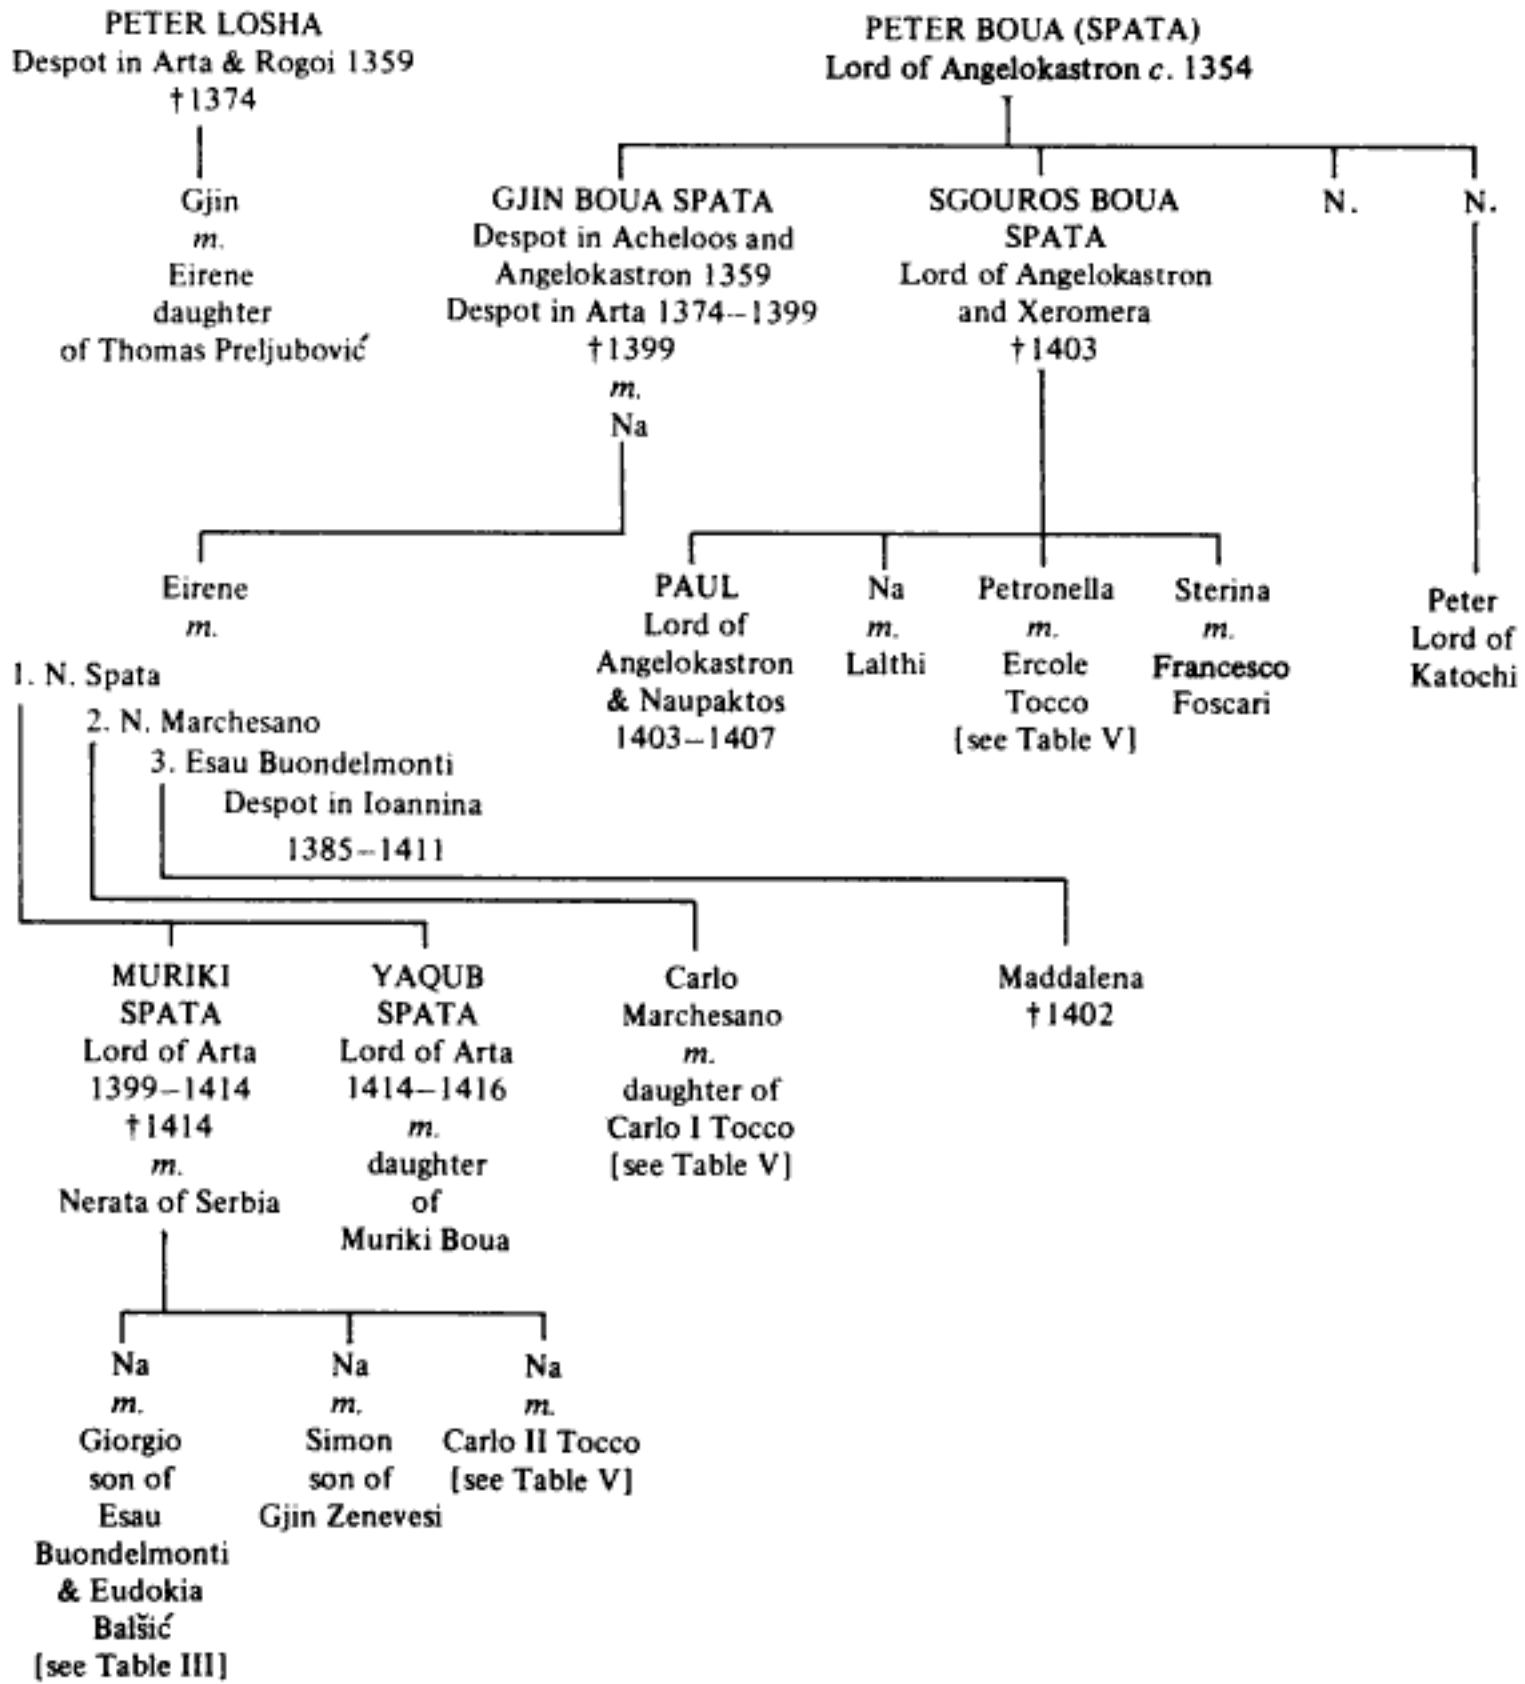 PETER LOSHA
Despot in Arta & Rogoi 1359
†1374
PETER BOUA (SPATA)
Lord of Angelokastron c. 1354
Gjin
m.
Eirene
daughter
of Thomas Preljubović
GJIN BOUA SPATA
Despot in Acheloos and
Angelokastron 1359
Despot in Arta 1374–1399
†1399
m.
Na
SGOUROS BOUA
SPATA
Lord of Angelokastron
and Xeromera
†1403
N.
N.
Eirene
m.
1. N. Spata
2. N. Marchesano
3. Esau Buondelmonti
Despot in Ioannina
1385–1411
PAUL
Lord of
Angelokastron
& Naupaktos
1403–1407
Na
m.
Lalthi
Petronella
m.
Ercole
Tocco
[see Table V]
Sterina
m.
Francesco
Foscari
Peter
Lord of
Katochi
MURIKI
SPATA
Lord of Arta
1399–1414
†1414
m.
Nerata of Serbia
YAQUB
SPATA
Lord of Arta
1414–1416
m.
daughter
of
Muriki Boua
Carlo
Marchesano
m.
daughter of
Carlo I Tocco
[see Table V]
Maddalena
†1402
Na
m.
Giorgio
son of
Esau
Buondelmonti
& Eudokia
Balšić
[see Table III]
Na
m.
Simon
son of
Gjin Zenevesi
Na
m.
Carlo II Tocco
[see Table V]